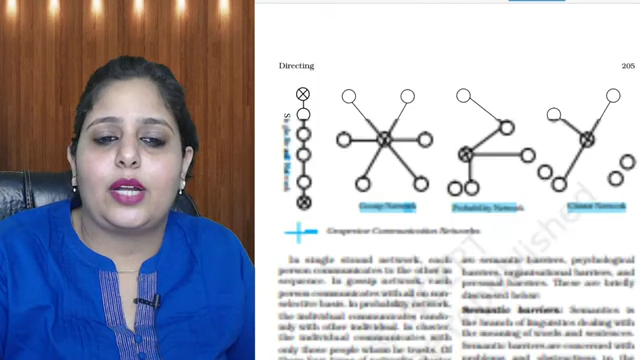 Directing 205
Single Strand Network
Gossip Network Probability Network Cluster Network
Grapevine Communication Networks
In single strand network, each
person communicates to the other in
sequence. In gossip network, each
person communicates with all on non-
selective basis. In probability network,
the individual communicates rando-
mly with other individual. In cluster,
the individual communicates with
only those people whom he trusts. Of
are semantic barriers, psychological
barriers, organisational barriers, and
personal barriers. These are briefly
discussed below:
Semantic barriers: Semantics is
the branch of linguistics dealing with
the meaning of words and sentences.
Semantic barriers are concerned with